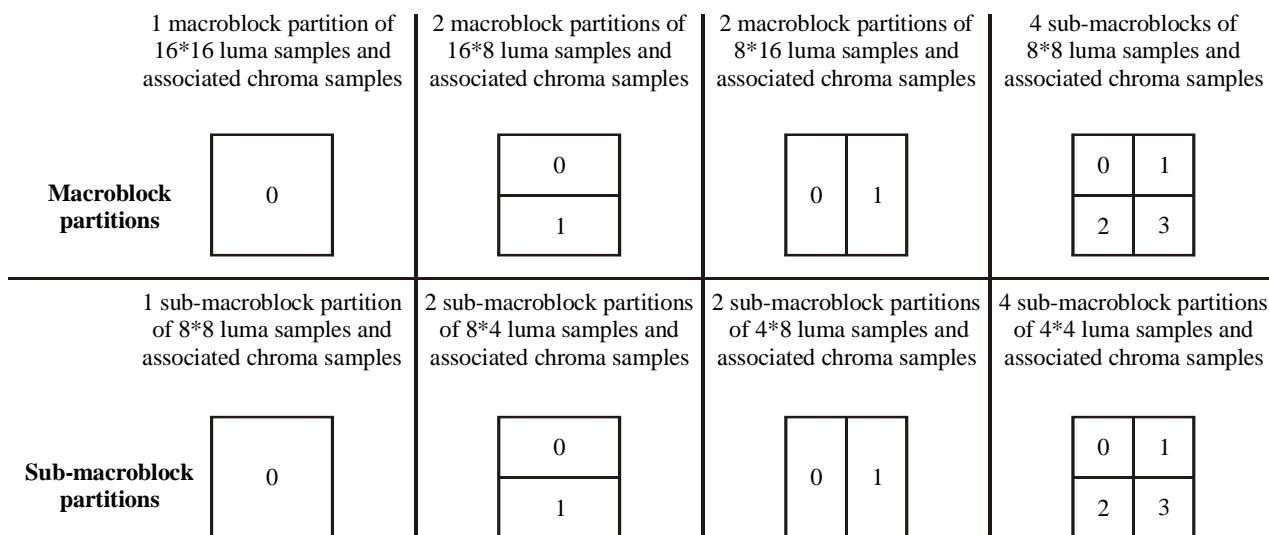 1 macroblock partition of
16*16 luma samples and
associated chroma samples
2 macroblock partitions of
16*8 luma samples and
associated chroma samples
2 macroblock partitions of
8*16 luma samples and
associated chroma samples
4 sub-macroblocks of
8*8 luma samples and
associated chroma samples
Macroblock
partitions
0
0
1
0 1
0 1
2 3
1 sub-macroblock partition
of 8*8 luma samples and
associated chroma samples
2 sub-macroblock partitions
of 8*4 luma samples and
associated chroma samples
2 sub-macroblock partitions
of 4*8 luma samples and
associated chroma samples
4 sub-macroblock partitions
of 4*4 luma samples and
associated chroma samples
Sub-macroblock
partitions
0
0
1
0 1
0 1
2 3